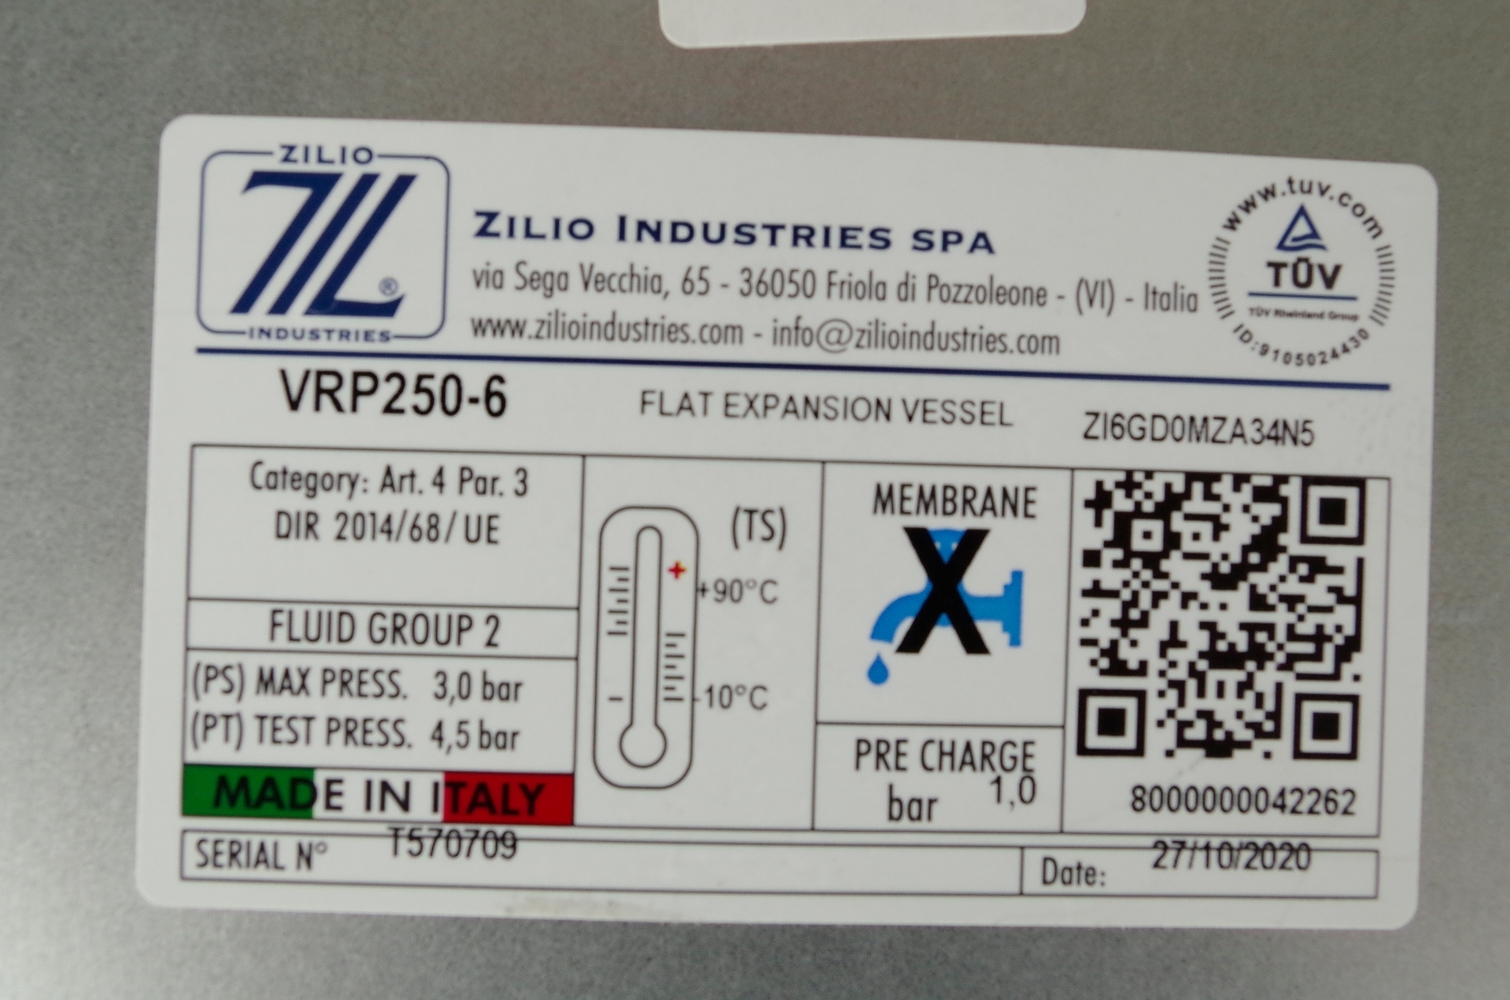 ZILIO
INDUSTRIES
®
ZILIO INDUSTRIES SPA
via Sega Vecchia, 65 - 36050 Friola di Pozzoleone - (VI) - Italia
www.zilioindustries.com - info@zilioindustries.com
www.tuv.com
TÜV
TÜV Rheinland Group
ID:9105024430
VRP250-6
FLAT EXPANSION VESSEL
ZI6GD0MZA34N5
Category: Art. 4 Par. 3
DIR 2014/68/UE
FLUID GROUP 2
(PS) MAX PRESS. 3,0 bar
(PT) TEST PRESS. 4,5 bar
MADE IN ITALY
(TS)
+
+90°C
-
-10°C
MEMBRANE
X
PRE CHARGE
bar 1,0
8000000042262
SERIAL N° T570709
Date: 27/10/2020